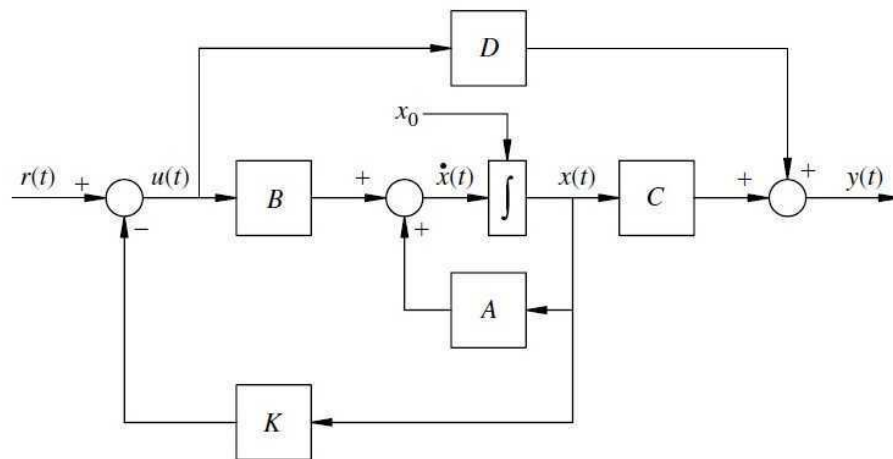 D
x₀
r(t) + u(t) B + ẋ(t) ∫ x(t) C + + y(t)
− +
A
K